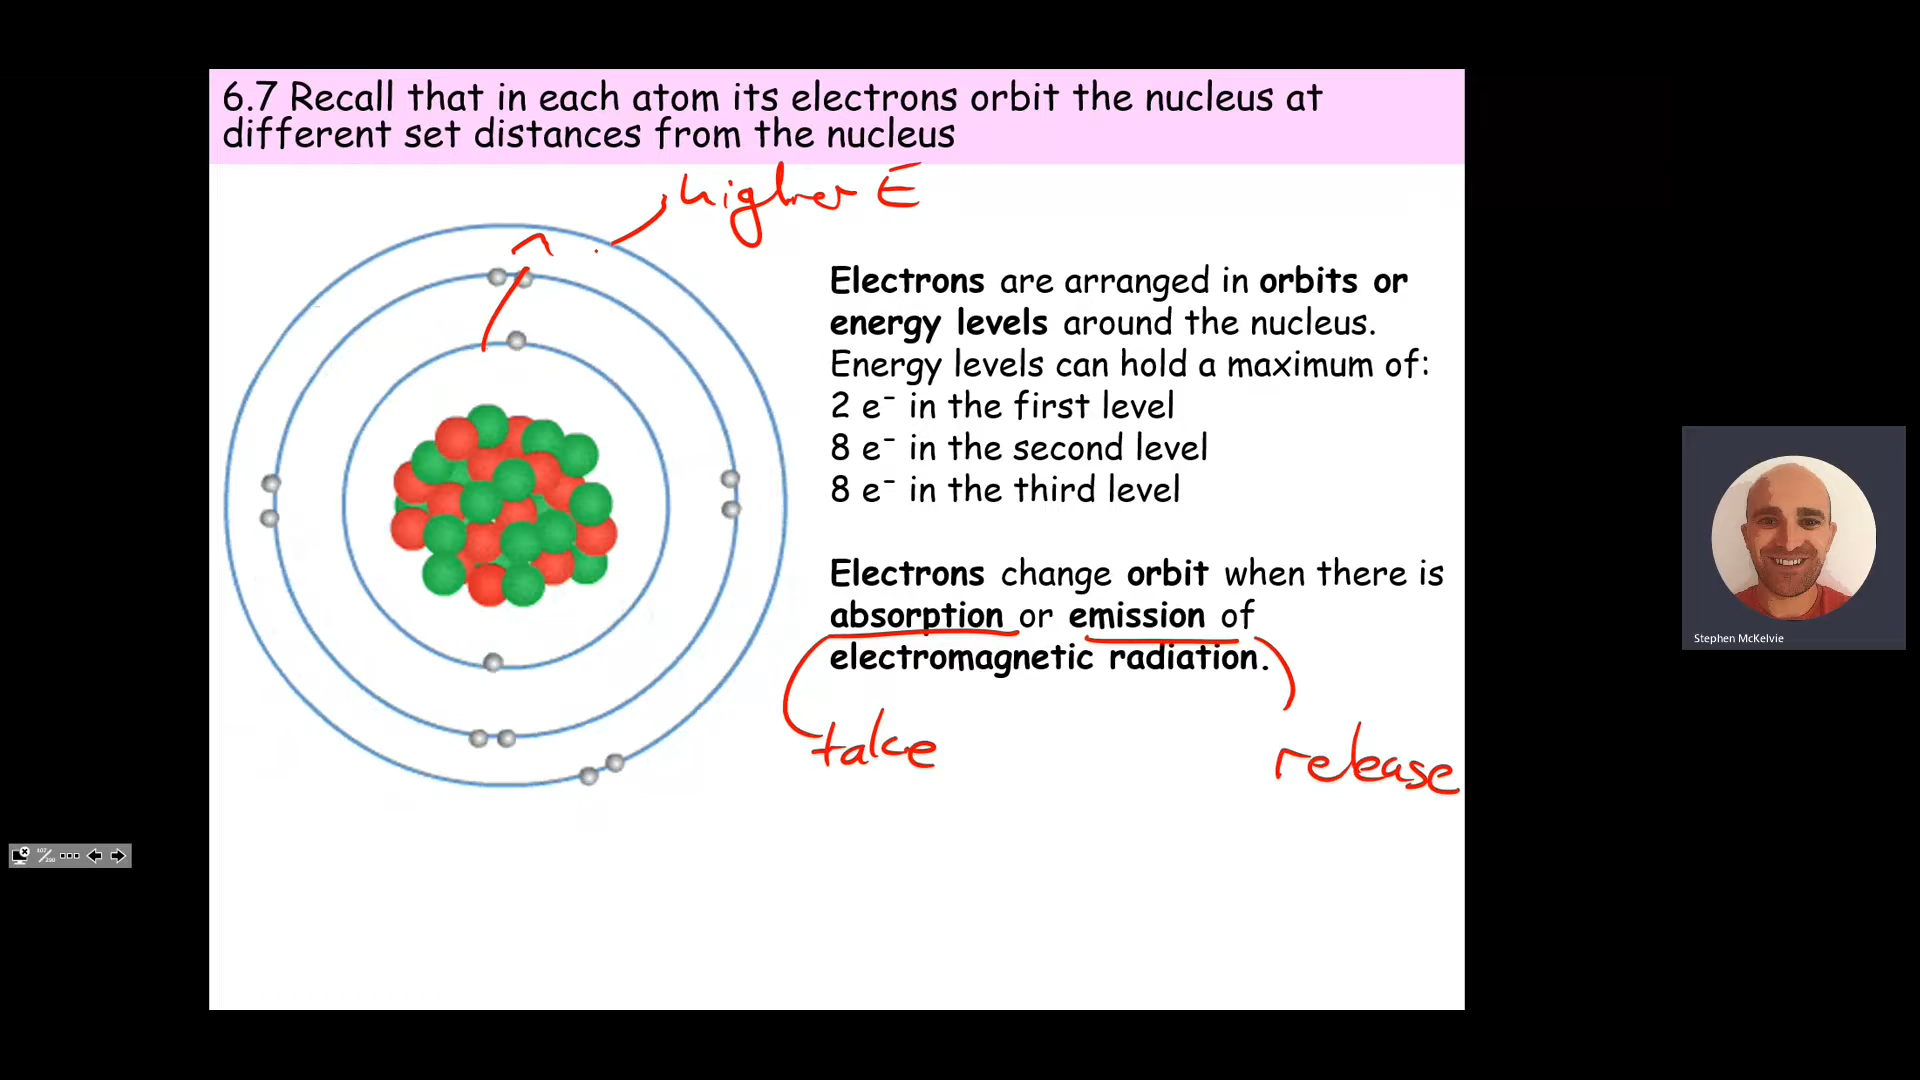 6.7 Recall that in each atom its electrons orbit the nucleus at
different set distances from the nucleus
higher E
Electrons are arranged in orbits or
energy levels around the nucleus.
Energy levels can hold a maximum of:
2 e⁻ in the first level
8 e⁻ in the second level
8 e⁻ in the third level
Electrons change orbit when there is
absorption or emission of
electromagnetic radiation.
take
release
Stephen McKelvie